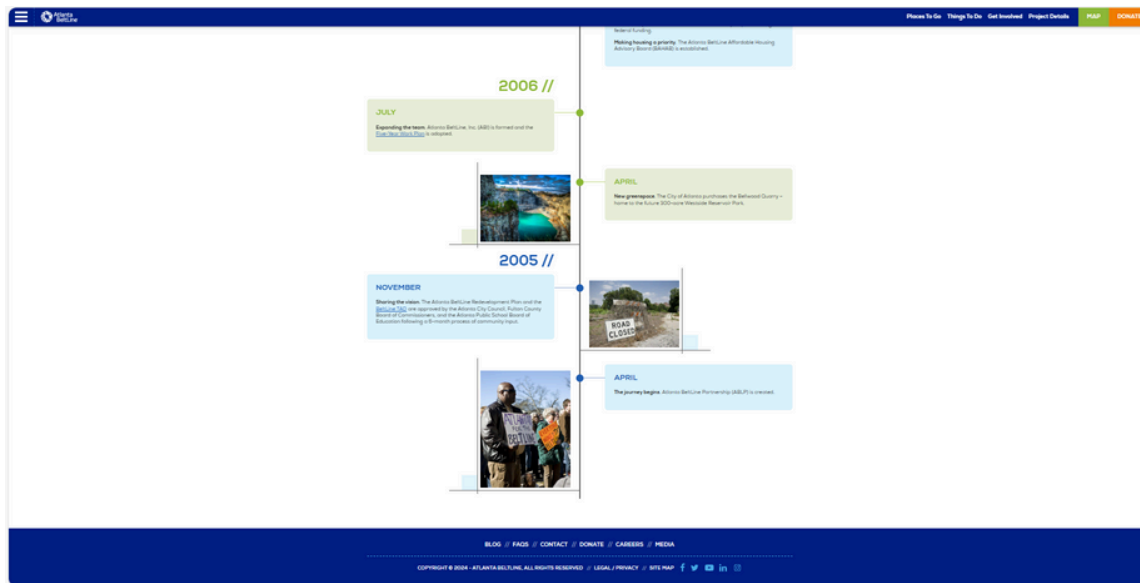 Atlanta
BeltLine
Places To Go Things To Do Get Involved Project Details MAP DONATE
federal funding.
Making housing a priority. The Atlanta BeltLine Affordable Housing
Advisory Board (BAHAB) is established.
2006 //
JULY
Expanding the team. Atlanta BeltLine, Inc. (ABI) is formed and the
Five-Year Work Plan is adopted.
APRIL
New greenspace. The City of Atlanta purchases the Bellwood Quarry –
home to the future 300-acre Westside Reservoir Park.
2005 //
NOVEMBER
Sharing the vision. The Atlanta BeltLine Redevelopment Plan and the
BeltLine TAD are approved by the Atlanta City Council, Fulton County
Board of Commissioners, and the Atlanta Public School Board of
Education following a 6-month process of community input.
ROAD
CLOSED
APRIL
The journey begins. Atlanta BeltLine Partnership (ABLP) is created.
ATLANTA
FOR THE
BELTLINE
BLOG // FAQS // CONTACT // DONATE // CAREERS // MEDIA
COPYRIGHT © 2024 - ATLANTA BELTLINE, ALL RIGHTS RESERVED // LEGAL / PRIVACY // SITE MAP